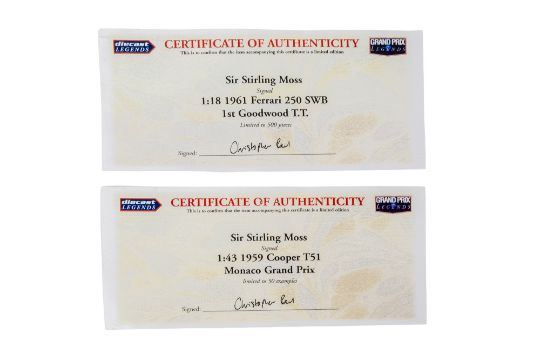 diecast LEGENDS CERTIFICATE OF AUTHENTICITY GRAND PRIX LEGENDS
This is to confirm that the item accompanying this certificate is a limited edition
Sir Stirling Moss
Signed
1:18 1961 Ferrari 250 SWB
1st Goodwood T.T.
Limited to 500 pieces
Signed: Christopher
diecast LEGENDS CERTIFICATE OF AUTHENTICITY GRAND PRIX LEGENDS
This is to confirm that the item accompanying this certificate is a limited edition
Sir Stirling Moss
Signed
1:43 1959 Cooper T51
Monaco Grand Prix
limited to 50 examples
Signed: Christopher